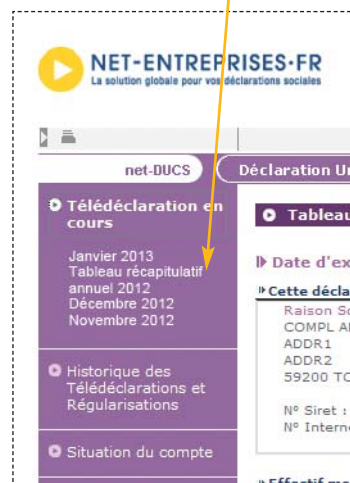 NET-ENTREPRISES·FR
La solution globale pour vos déclarations sociales
net-DUCS
Déclaration
Télédéclaration en
cours
Janvier 2013
Tableau récapitulatif
annuel 2012
Décembre 2012
Novembre 2012
Historique des
Télédéclarations et
Régularisations
Situation du compte
Tableau
Date d'ex
Cette décla
Raison So
COMPL A
ADDR1
ADDR2
59200 TO
N° Siret :
N° Intern